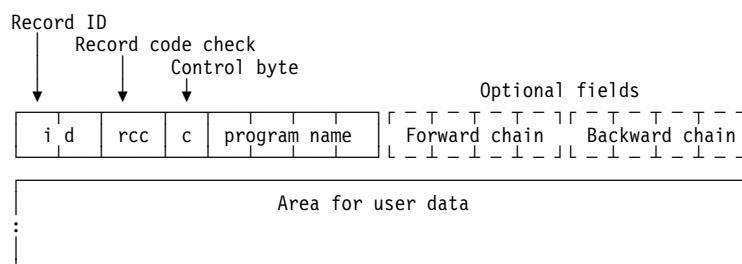 Record ID
Record code check
Control byte
Optional fields
id rcc c program name Forward chain Backward chain
Area for user data